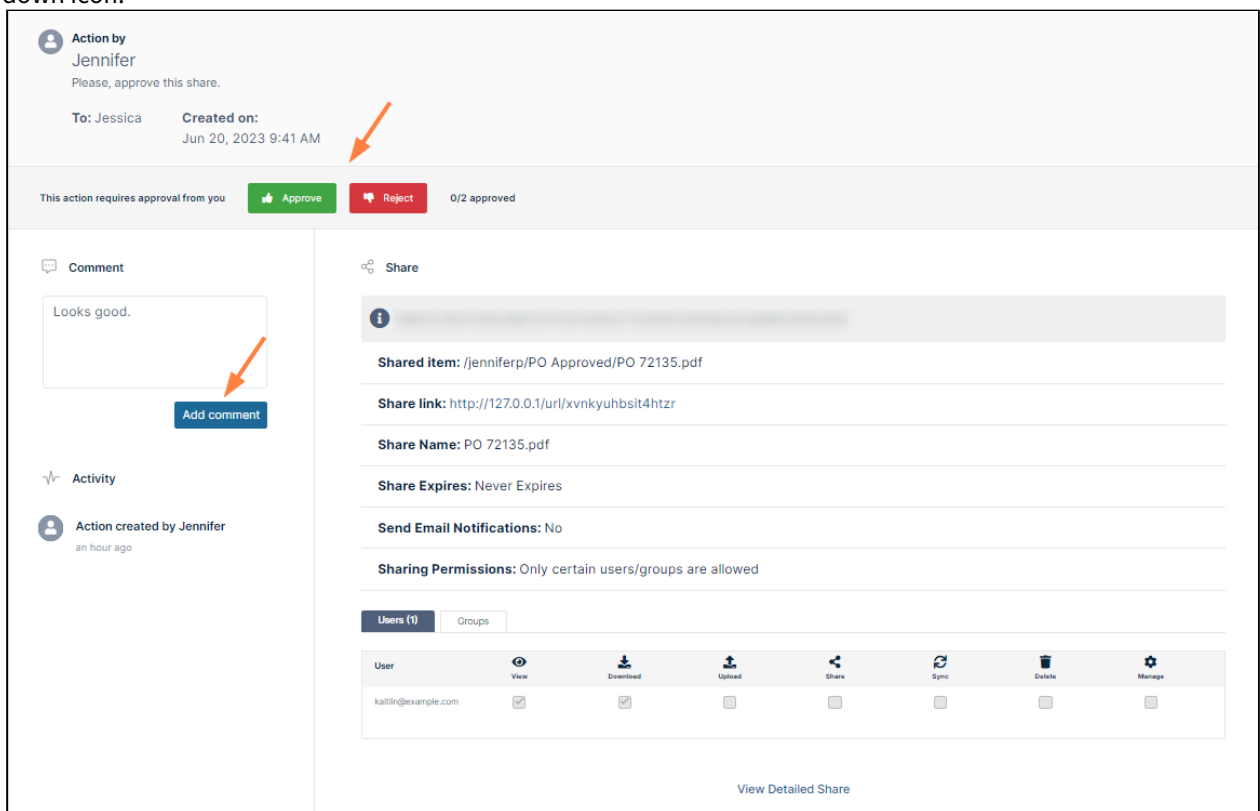 down icon.
Action by
Jennifer
Please, approve this share.
To: Jessica Created on:
Jun 20, 2023 9:41 AM
This action requires approval from you Approve Reject 0/2 approved
Comment
Looks good.
Add comment
Activity
Action created by Jennifer
an hour ago
Share
Shared item: /jenniferp/PO Approved/PO 72135.pdf
Share link: http://127.0.0.1/url/xvnkyuhbsit4htzr
Share Name: PO 72135.pdf
Share Expires: Never Expires
Send Email Notifications: No
Sharing Permissions: Only certain users/groups are allowed
Users (1) Groups
User View Download Upload Share Sync Delete Manage
kaitlin@example.com
View Detailed Share